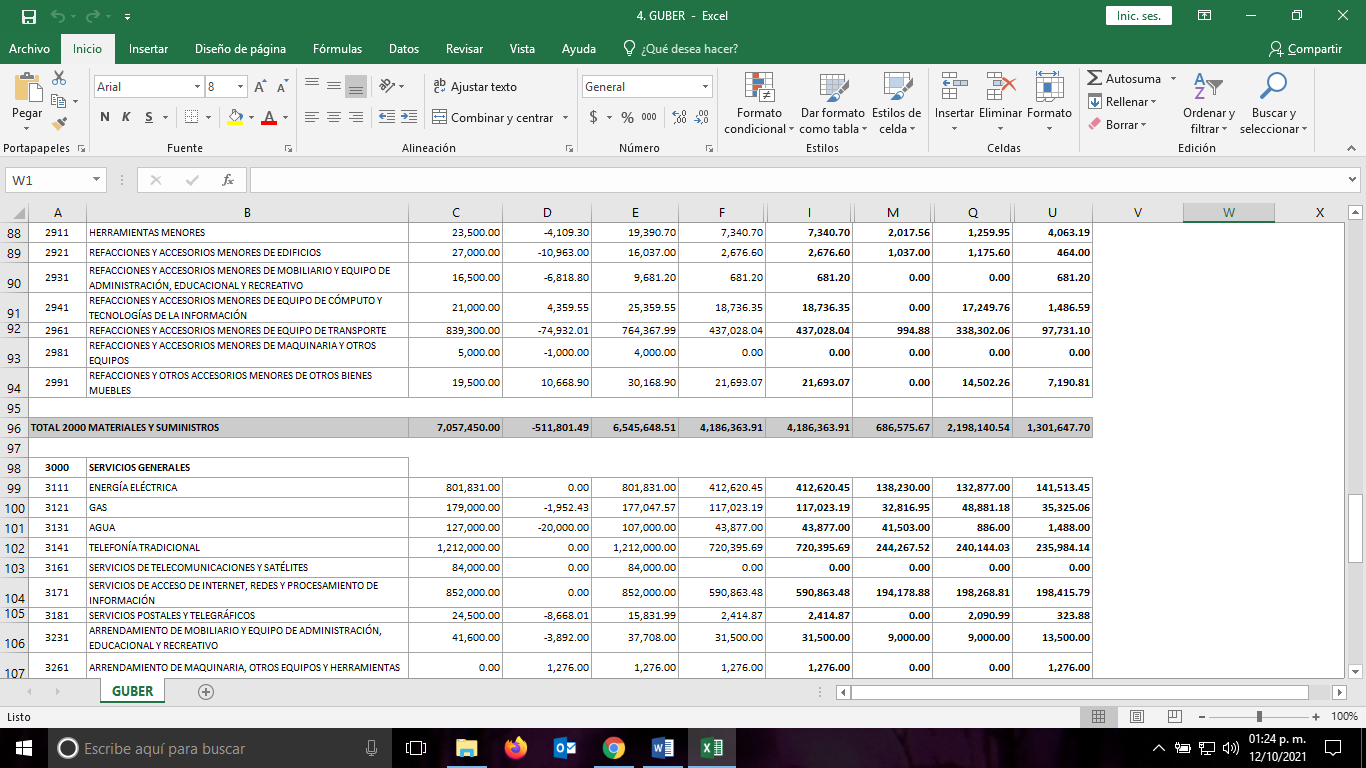 4. GUBER - Excel
Inic. ses.
Archivo Inicio Insertar Diseño de página Fórmulas Datos Revisar Vista Ayuda ¿Qué desea hacer? Compartir
Pegar
Arial 8 A A
N K S A
ab Ajustar texto
Combinar y centrar
General
$ % 000
Formato condicional
Dar formato como tabla
Estilos de celda
Insertar Eliminar Formato
Autosuma
Rellenar
Borrar
Ordenar y filtrar
Buscar y seleccionar
Portapapeles Fuente Alineación Número Estilos Celdas Edición
W1 fx
A B C D E F I M Q U V W X
88 2911 HERRAMIENTAS MENORES 23,500.00 -4,109.30 19,390.70 7,340.70 7,340.70 2,017.56 1,259.95 4,063.19
89 2921 REFACCIONES Y ACCESORIOS MENORES DE EDIFICIOS 27,000.00 -10,963.00 16,037.00 2,676.60 2,676.60 1,037.00 1,175.60 464.00
90 2931 REFACCIONES Y ACCESORIOS MENORES DE MOBILIARIO Y EQUIPO DE
ADMINISTRACIÓN, EDUCACIONAL Y RECREATIVO 16,500.00 -6,818.80 9,681.20 681.20 681.20 0.00 0.00 681.20
91 2941 REFACCIONES Y ACCESORIOS MENORES DE EQUIPO DE CÓMPUTO Y
TECNOLOGÍAS DE LA INFORMACIÓN 21,000.00 4,359.55 25,359.55 18,736.35 18,736.35 0.00 17,249.76 1,486.59
92 2961 REFACCIONES Y ACCESORIOS MENORES DE EQUIPO DE TRANSPORTE 839,300.00 -74,932.01 764,367.99 437,028.04 437,028.04 994.88 338,302.06 97,731.10
93 2981 REFACCIONES Y ACCESORIOS MENORES DE MAQUINARIA Y OTROS
EQUIPOS 5,000.00 -1,000.00 4,000.00 0.00 0.00 0.00 0.00 0.00
94 2991 REFACCIONES Y OTROS ACCESORIOS MENORES DE OTROS BIENES
MUEBLES 19,500.00 10,668.90 30,168.90 21,693.07 21,693.07 0.00 14,502.26 7,190.81
95
96 TOTAL 2000 MATERIALES Y SUMINISTROS 7,057,450.00 -511,801.49 6,545,648.51 4,186,363.91 4,186,363.91 686,575.67 2,198,140.54 1,301,647.70
97
98 3000 SERVICIOS GENERALES
99 3111 ENERGÍA ELÉCTRICA 801,831.00 0.00 801,831.00 412,620.45 412,620.45 138,230.00 132,877.00 141,513.45
100 3121 GAS 179,000.00 -1,952.43 177,047.57 117,023.19 117,023.19 32,816.95 48,881.18 35,325.06
101 3131 AGUA 127,000.00 -20,000.00 107,000.00 43,877.00 43,877.00 41,503.00 886.00 1,488.00
102 3141 TELEFONÍA TRADICIONAL 1,212,000.00 0.00 1,212,000.00 720,395.69 720,395.69 244,267.52 240,144.03 235,984.14
103 3161 SERVICIOS DE TELECOMUNICACIONES Y SATÉLITES 84,000.00 0.00 84,000.00 0.00 0.00 0.00 0.00 0.00
104 3171 SERVICIOS DE ACCESO DE INTERNET, REDES Y PROCESAMIENTO DE
INFORMACIÓN 852,000.00 0.00 852,000.00 590,863.48 590,863.48 194,178.88 198,268.81 198,415.79
105 3181 SERVICIOS POSTALES Y TELEGRÁFICOS 24,500.00 -8,668.01 15,831.99 2,414.87 2,414.87 0.00 2,090.99 323.88
106 3231 ARRENDAMIENTO DE MOBILIARIO Y EQUIPO DE ADMINISTRACIÓN,
EDUCACIONAL Y RECREATIVO 41,600.00 -3,892.00 37,708.00 31,500.00 31,500.00 9,000.00 9,000.00 13,500.00
107 3261 ARRENDAMIENTO DE MAQUINARIA, OTROS EQUIPOS Y HERRAMIENTAS 0.00 1,276.00 1,276.00 1,276.00 1,276.00 0.00 0.00 1,276.00
GUBER
Listo 100%
Escribe aquí para buscar
01:24 p. m.
12/10/2021